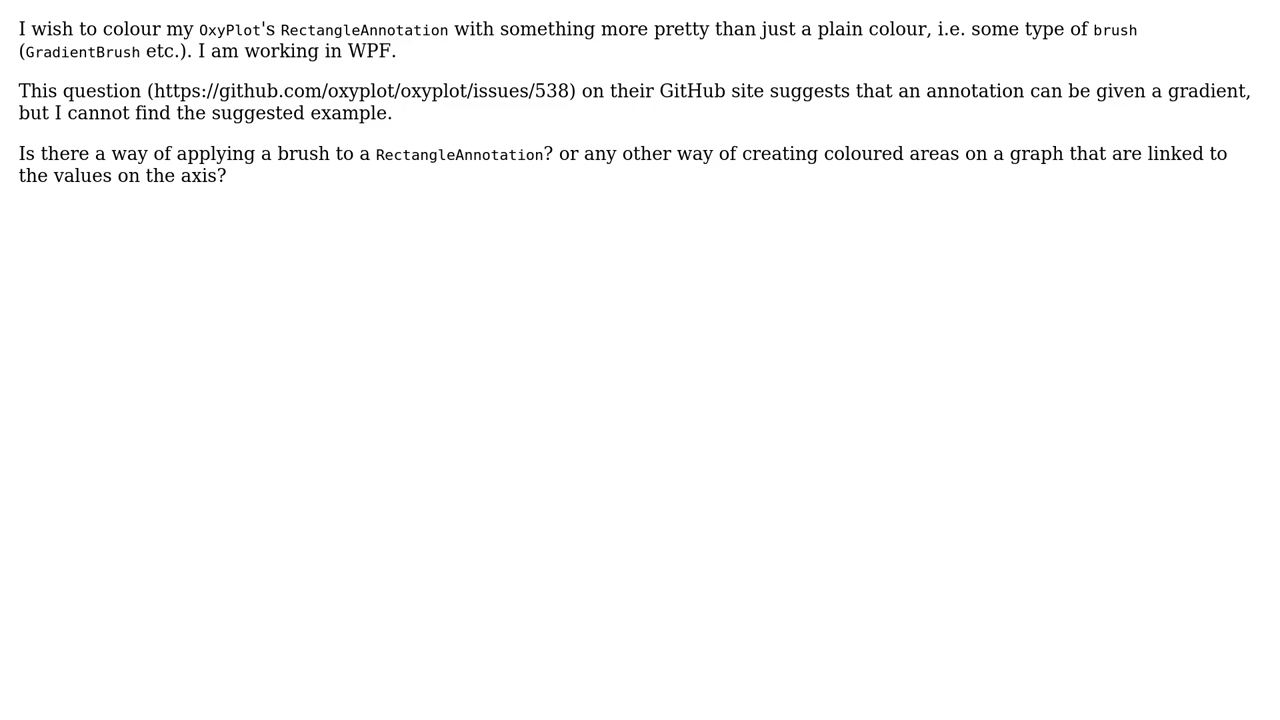 I wish to colour my OxyPlot's RectangleAnnotation with something more pretty than just a plain colour, i.e. some type of brush
(GradientBrush etc.). I am working in WPF.
This question (https://github.com/oxyplot/oxyplot/issues/538) on their GitHub site suggests that an annotation can be given a gradient,
but I cannot find the suggested example.
Is there a way of applying a brush to a RectangleAnnotation? or any other way of creating coloured areas on a graph that are linked to
the values on the axis?